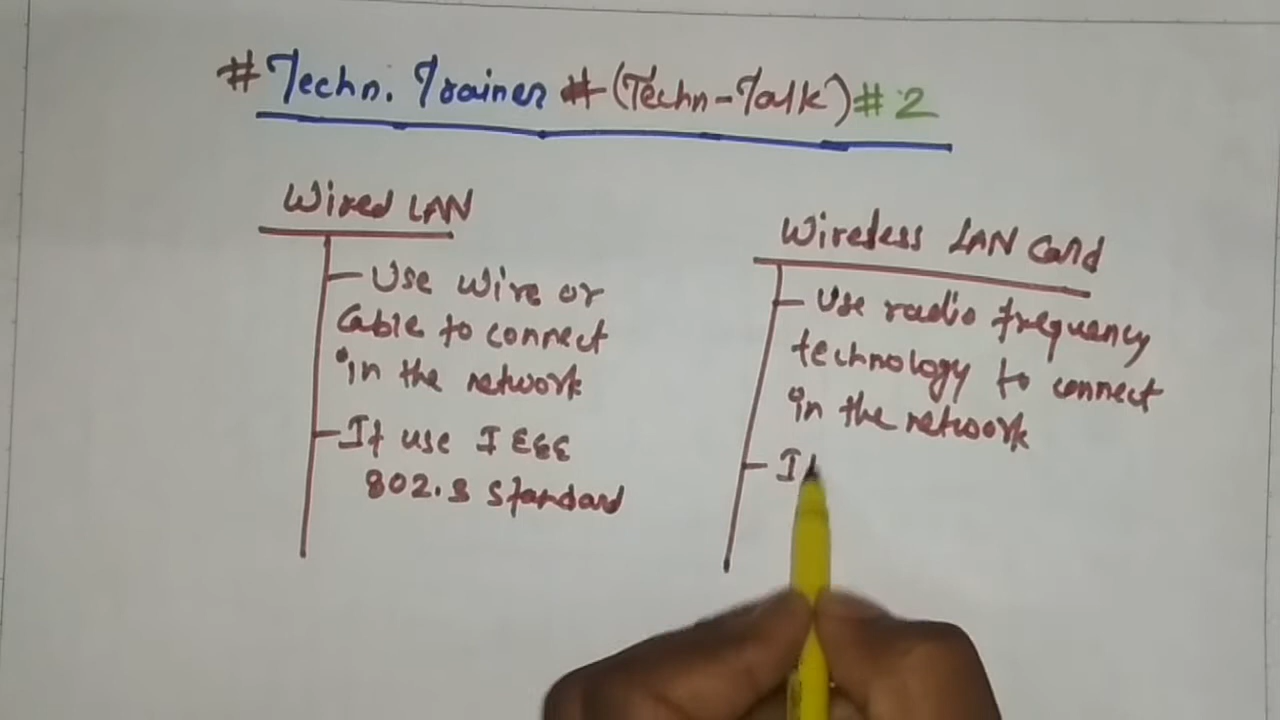 # Techn. Trainer # (Techn-Talk) # 2
Wired LAN
- Use wire or
Cable to connect
in the network
- It use IEEE
802.3 standard
Wireless LAN Card
- Use radio frequency
technology to connect
in the network
- It